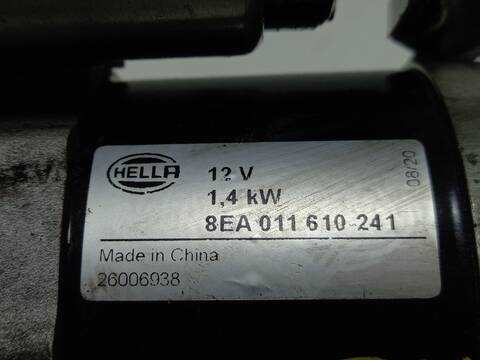 HELLA
12 V
1,4 kW
8EA 011 610-241
Made in China
26006938
08/20